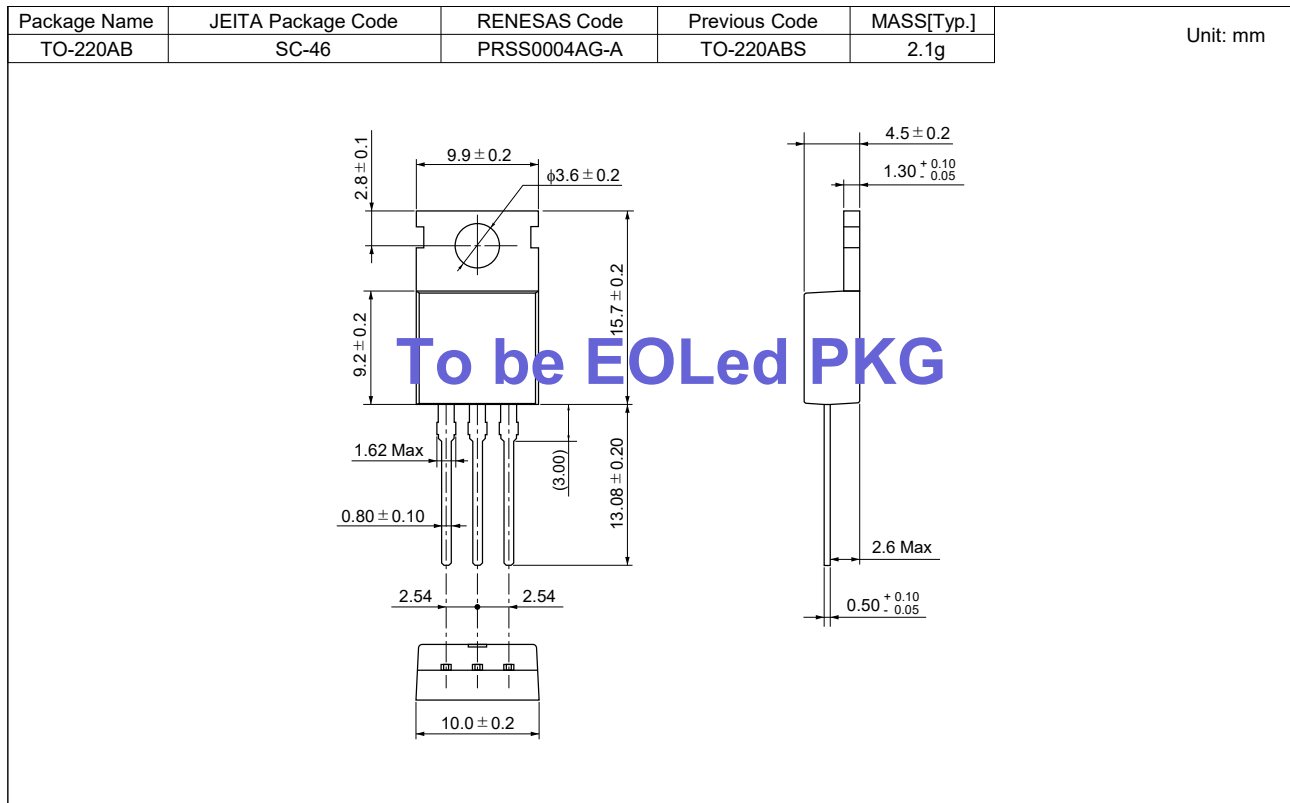 Package Name JEITA Package Code RENESAS Code Previous Code MASS[Typ.]
TO-220AB SC-46 PRSS0004AG-A TO-220ABS 2.1g
Unit: mm
2.8 ± 0.1
9.9 ± 0.2
ϕ3.6 ± 0.2
15.7 ± 0.2
9.2 ± 0.2
4.5 ± 0.2
1.30 + 0.10 - 0.05
To be EOLed PKG
1.62 Max
(3.00)
13.08 ± 0.20
0.80 ± 0.10
2.6 Max
0.50 + 0.10 - 0.05
2.54 2.54
10.0 ± 0.2